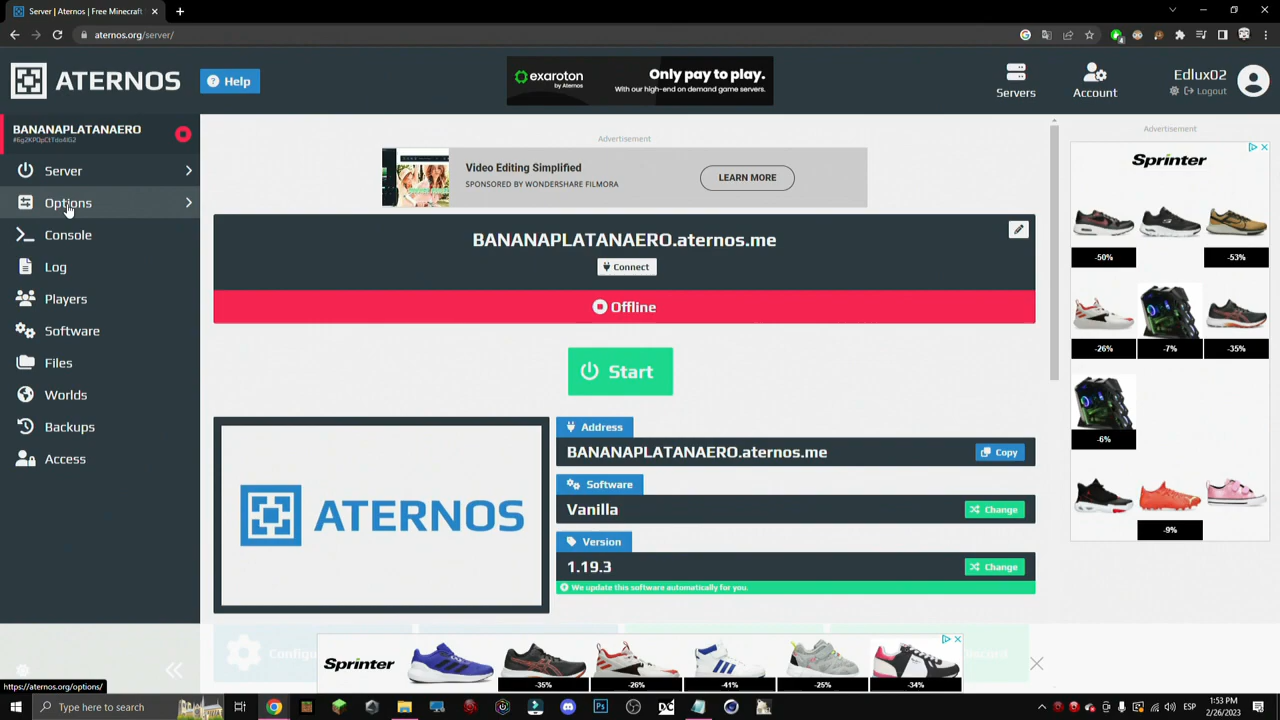 Server | Aternos | Free Minecraft
aternos.org/server/
ATERNOS
Help
exaroton
by Aternos
Only pay to play.
With our high-end on demand game servers.
Servers
Account
Edlux02
Logout
BANANAPLATANAERO
Server
Options
Console
Log
Players
Software
Files
Worlds
Backups
Access
Advertisement
Video Editing Simplified
SPONSORED BY WONDERSHARE FILMORA
LEARN MORE
BANANAPLATANAERO.aternos.me
Connect
Offline
Start
ATERNOS
Address
BANANAPLATANAERO.aternos.me
Copy
Software
Vanilla
Change
Version
1.19.3
Change
We update this software automatically for you.
Advertisement
Sprinter
-50%
-53%
-26%
-7%
-35%
-6%
-9%
Sprinter
-35%
-26%
-41%
-25%
-34%
https://aternos.org/options/
Type here to search
ESP
1:53 PM
2/26/2023